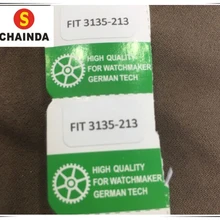 S
CHAINDA
FIT 3135-213
HIGH QUALITY
FOR WATCHMAKER
GERMAN TECH
FIT 3135-213
HIGH QUALITY
FOR WATCHMAKER
GERMAN TECH